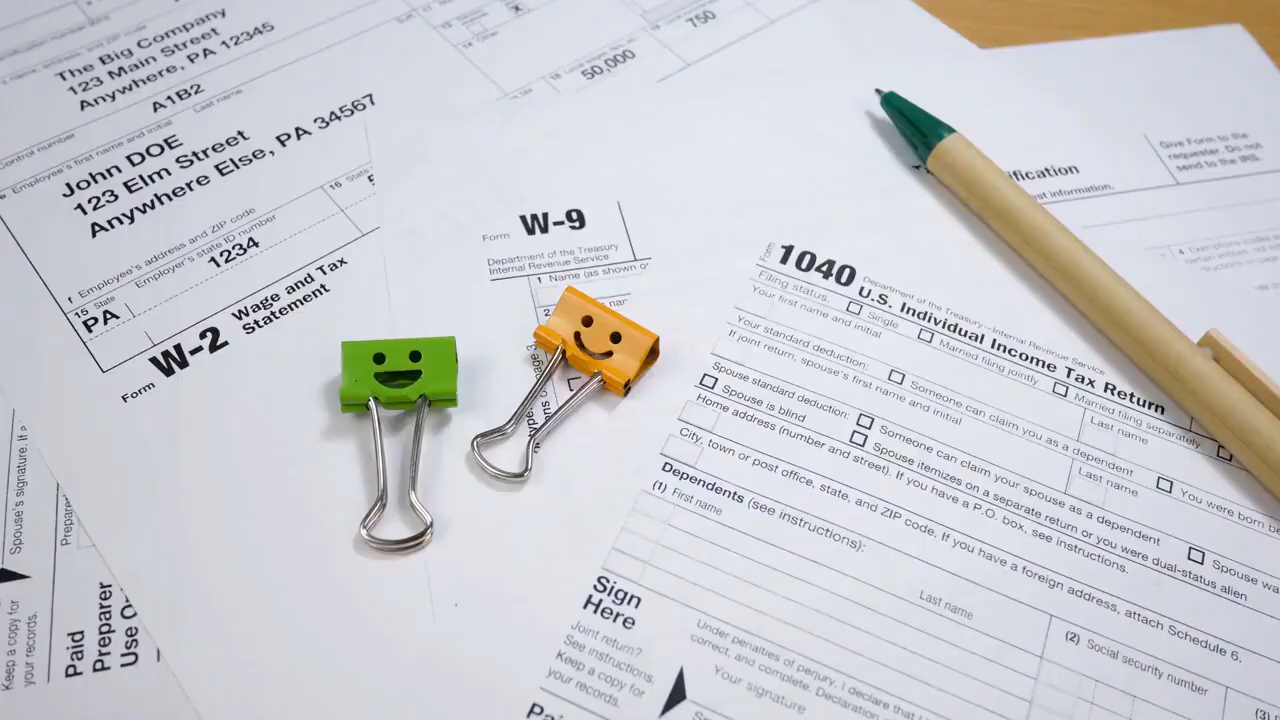 The Big Company
123 Main Street
Anywhere, PA 12345
A1B2
Control number
Employee's first name and initial Last name
John DOE
123 Elm Street
Anywhere Else, PA 34567
f Employee's address and ZIP code
15 State Employer's state ID number
PA 1234
16 State
Form W-2 Wage and Tax
Statement
750
50,000
Form W-9
Department of the Treasury
Internal Revenue Service
1 Name (as shown o
2
ification
Give Form to the
requester. Do not
send to the IRS.
Form 1040 Department of the Treasury—Internal Revenue Service
U.S. Individual Income Tax Return
Filing status: Single Married filing jointly Married filing separately
Your first name and initial Last name
Your standard deduction: Someone can claim you as a dependent You were born be
If joint return, spouse's first name and initial Last name
Spouse standard deduction: Someone can claim your spouse as a dependent Spouse wa
Spouse is blind Spouse itemizes on a separate return or you were dual-status alien
Home address (number and street). If you have a P.O. box, see instructions.
City, town or post office, state, and ZIP code. If you have a foreign address, attach Schedule 6.
Dependents (see instructions):
(1) First name Last name (2) Social security number (3)
Sign
Here
Joint return?
See instructions.
Keep a copy for
your records.
Under penalties of perjury, I declare that I
correct, and complete. Declaration
Your signature
Spouse's signature. If
Keep a copy for
your records.
Paid
Preparer
Use O